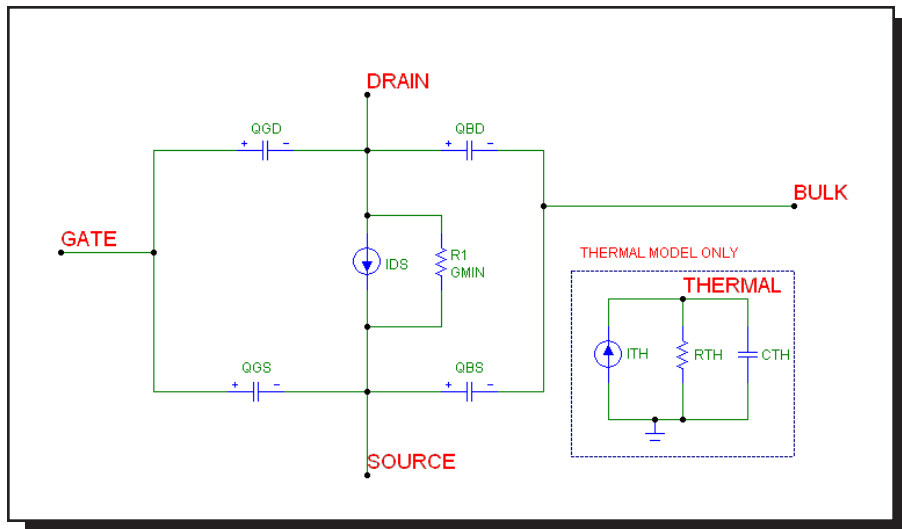 DRAIN
QGD
+ -
QBD
+ -
BULK
GATE
IDS
R1
GMIN
THERMAL MODEL ONLY
THERMAL
ITH
RTH
CTH
QGS
+ -
QBS
+ -
SOURCE